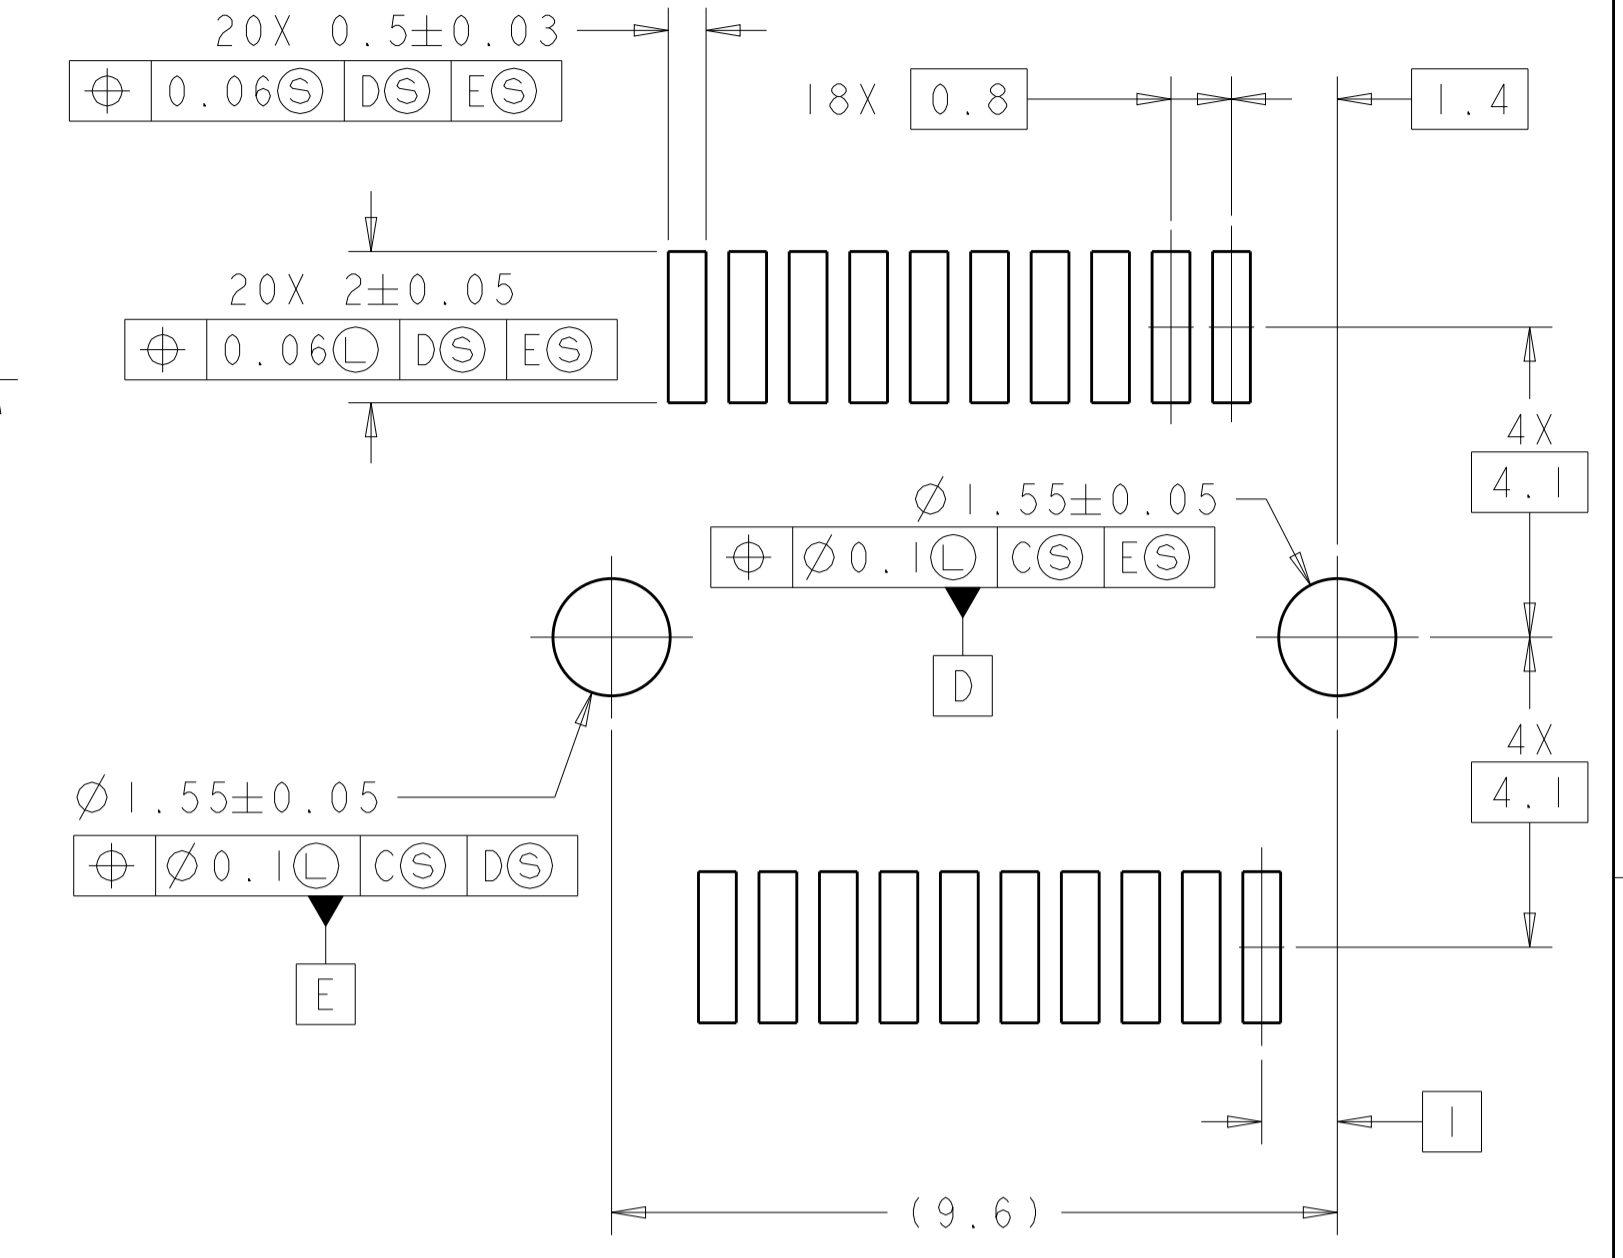 20X 0.5±0.03
⌖ 0.06Ⓢ DⓈ EⓈ
18X 0.8
1.4
20X 2±0.05
⌖ 0.06Ⓛ DⓈ EⓈ
4X
4.1
Ø1.55±0.05
⌖ Ø0.1Ⓛ CⓈ EⓈ
D
4X
4.1
Ø1.55±0.05
⌖ Ø0.1Ⓛ CⓈ DⓈ
E
1
(9.6)